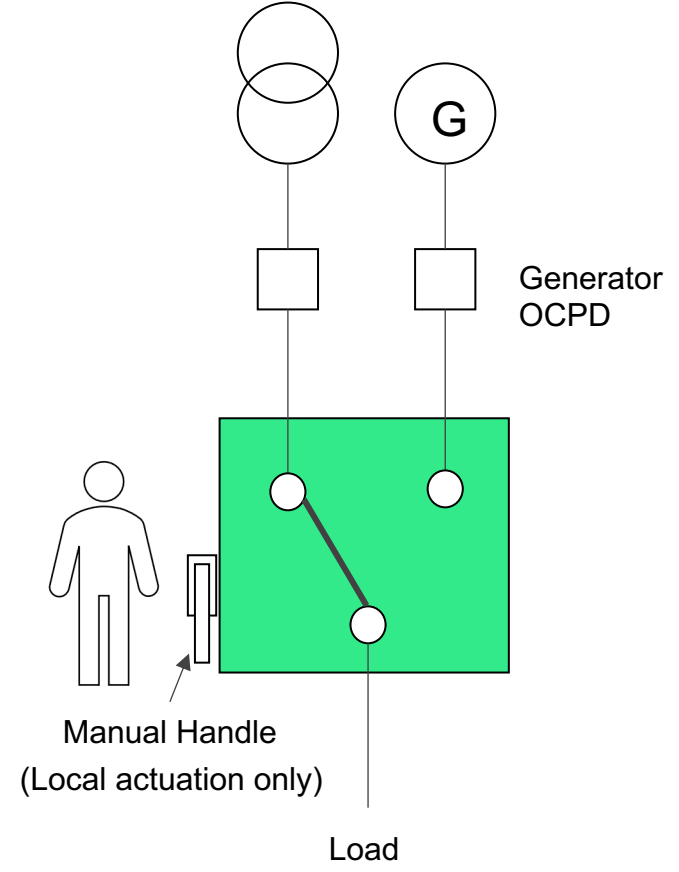 G
Generator
OCPD
Manual Handle
(Local actuation only)
Load